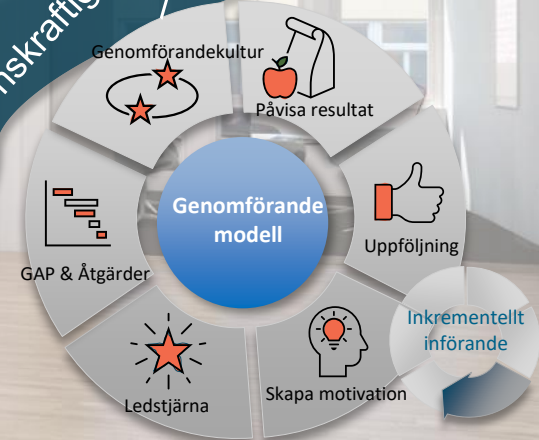 Genomförandekultur
Påvisa resultat
Genomförande
modell
Uppföljning
GAP & Åtgärder
Inkrementellt
införande
Skapa motivation
Ledstjärna